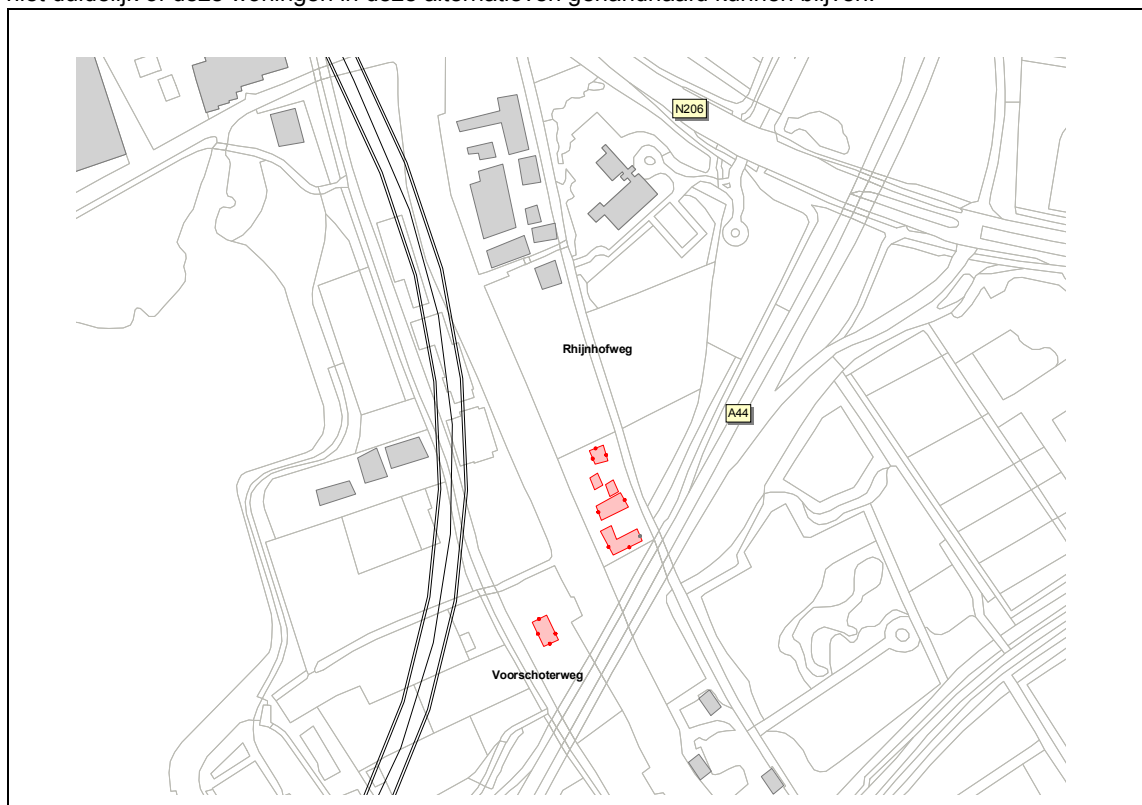 niet duidelijk of deze woningen in deze alternatieven gehandhaafd kunnen blijven.
N206
Rhijnhofweg
A44
Voorschoterweg